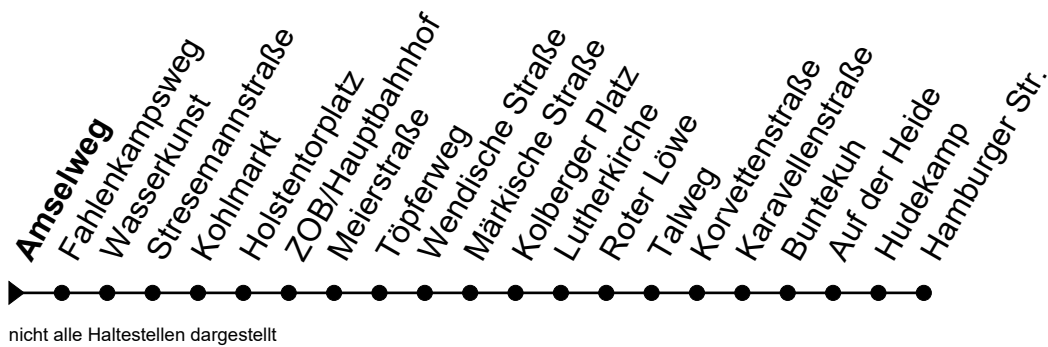 Amselweg
Fahlenkampsweg
Wasserkunst
Stresemannstraße
Kohlmarkt
Holstentorplatz
ZOB/Hauptbahnhof
Meierstraße
Töpferweg
Wendische Straße
Märkische Straße
Kolberger Platz
Lutherkirche
Roter Löwe
Talweg
Korvettenstraße
Karavellenstraße
Buntekuh
Auf der Heide
Hudekamp
Hamburger Str.
nicht alle Haltestellen dargestellt